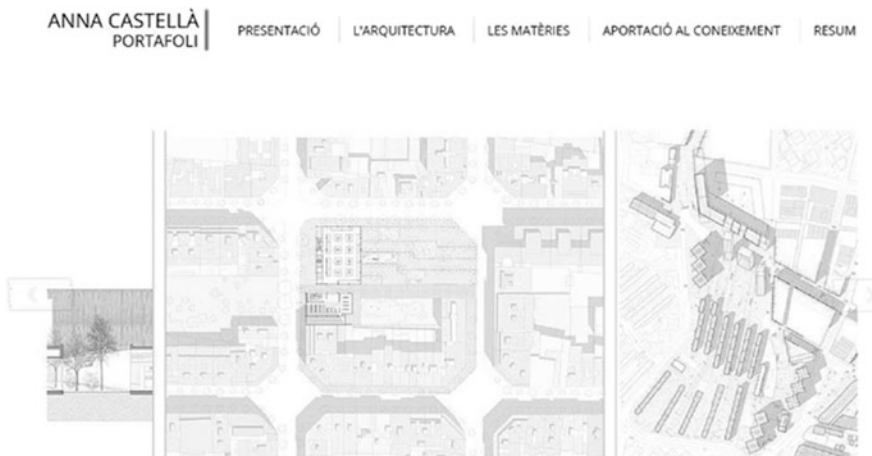 ANNA CASTELLÀ
PORTAFOLI
PRESENTACIÓ L'ARQUITECTURA LES MATÈRIES APORTACIÓ AL CONEIXEMENT RESUM